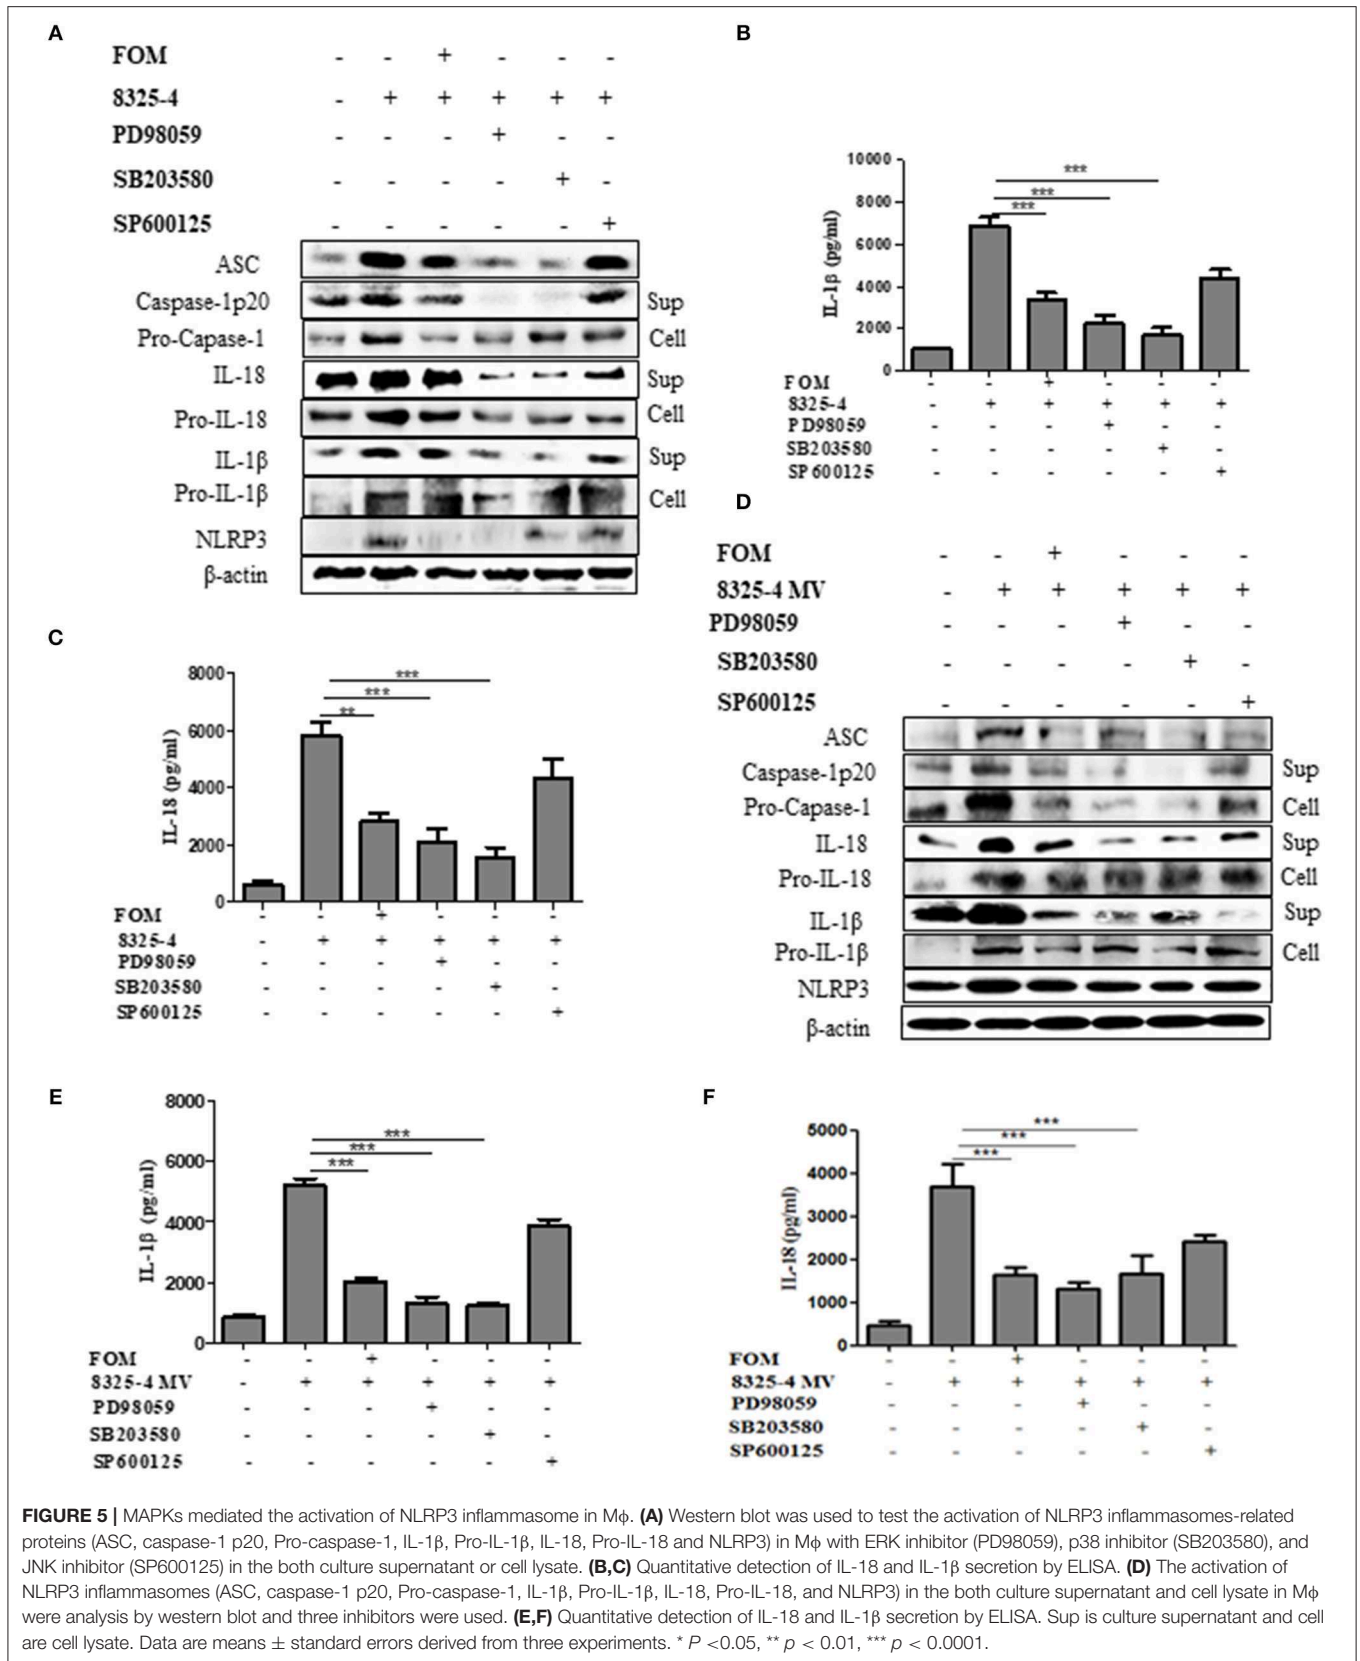 A
FOM - - + - - -
8325-4 - + + + + +
PD98059 - - - + - -
SB203580 - - - - + -
SP600125 - - - - - +
ASC
Caspase-1p20 Sup
Pro-Capase-1 Cell
IL-18 Sup
Pro-IL-18 Cell
IL-1β Sup
Pro-IL-1β Cell
NLRP3
β-actin
B
IL-1β (pg/ml)
10000
8000
6000
4000
2000
0
***
***
***
FOM - - + - - -
8325-4 - + + + + +
PD98059 - - - + - -
SB203580 - - - - + -
SP600125 - - - - - +
C
IL-18 (pg/ml)
8000
6000
4000
2000
0
***
***
**
FOM - - + - - -
8325-4 - + + + + +
PD98059 - - - + - -
SB203580 - - - - + -
SP600125 - - - - - +
D
FOM - - + - - -
8325-4 MV - + + + + +
PD98059 - - - + - -
SB203580 - - - - + -
SP600125 - - - - - +
ASC
Caspase-1p20 Sup
Pro-Capase-1 Cell
IL-18 Sup
Pro-IL-18 Cell
IL-1β Sup
Pro-IL-1β Cell
NLRP3
β-actin
E
IL-1β (pg/ml)
8000
6000
4000
2000
0
***
***
***
FOM - - + - - -
8325-4 MV - + + + + +
PD98059 - - - + - -
SB203580 - - - - + -
SP600125 - - - - - +
F
IL-18 (pg/ml)
5000
4000
3000
2000
1000
0
***
***
***
FOM - - + - - -
8325-4 MV - + + + + +
PD98059 - - - + - -
SB203580 - - - - + -
SP600125 - - - - - +
FIGURE 5 | MAPKs mediated the activation of NLRP3 inflammasome in Mϕ. (A) Western blot was used to test the activation of NLRP3 inflammasomes-related
proteins (ASC, caspase-1 p20, Pro-caspase-1, IL-1β, Pro-IL-1β, IL-18, Pro-IL-18 and NLRP3) in Mϕ with ERK inhibitor (PD98059), p38 inhibitor (SB203580), and
JNK inhibitor (SP600125) in the both culture supernatant or cell lysate. (B,C) Quantitative detection of IL-18 and IL-1β secretion by ELISA. (D) The activation of
NLRP3 inflammasomes (ASC, caspase-1 p20, Pro-caspase-1, IL-1β, Pro-IL-1β, IL-18, Pro-IL-18, and NLRP3) in the both culture supernatant and cell lysate in Mϕ
were analysis by western blot and three inhibitors were used. (E,F) Quantitative detection of IL-18 and IL-1β secretion by ELISA. Sup is culture supernatant and cell
are cell lysate. Data are means ± standard errors derived from three experiments. * P <0.05, ** p < 0.01, *** p < 0.0001.